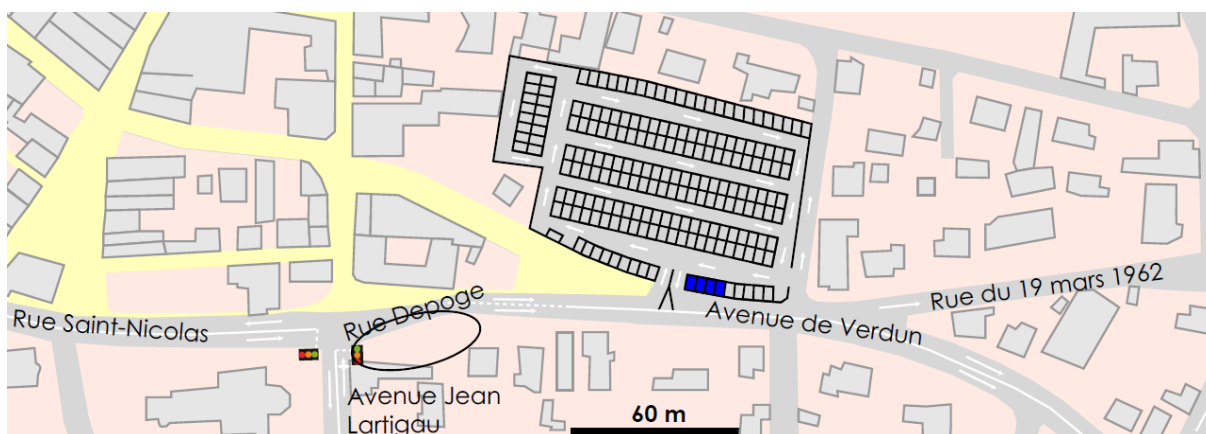 Rue Saint-Nicolas
Rue Depoge
Rue du 19 mars 1962
Avenue de Verdun
Avenue Jean
Lartigau
60 m